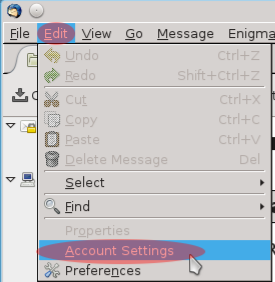 File Edit View Go Message Enigma
Undo Ctrl+Z
Redo Shift+Ctrl+Z
Cut Ctrl+X
Copy Ctrl+C
Paste Ctrl+V
Delete Message Del
Select
Find
Properties
Account Settings
Preferences